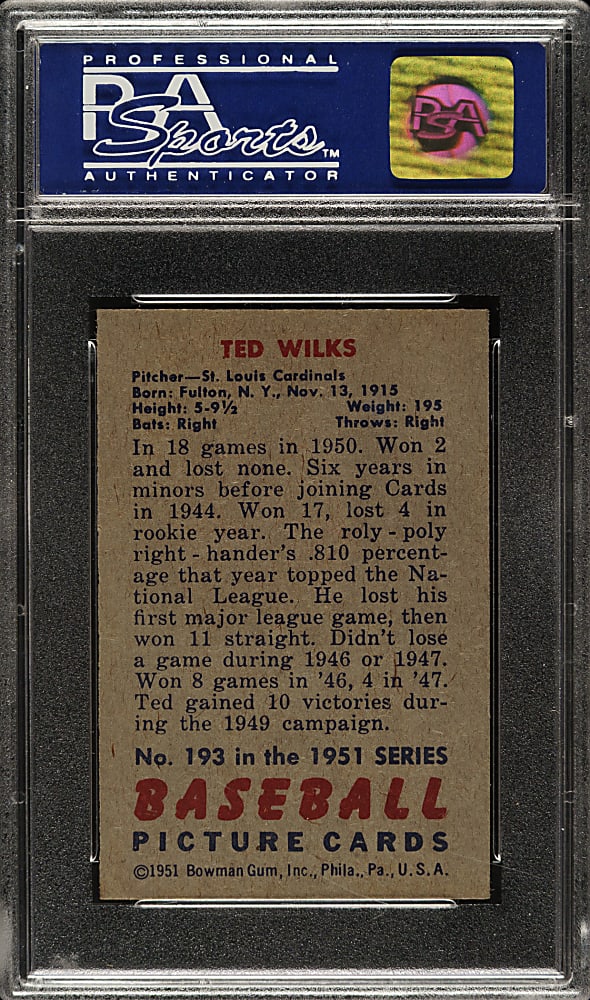 PROFESSIONAL
PSA
Sports™
AUTHENTICATOR
PSA
TED WILKS
Pitcher—St. Louis Cardinals
Born: Fulton, N. Y., Nov. 13, 1915
Height: 5-9½ Weight: 195
Bats: Right Throws: Right
In 18 games in 1950. Won 2
and lost none. Six years in
minors before joining Cards
in 1944. Won 17, lost 4 in
rookie year. The roly - poly
right - hander's .810 percent-
age that year topped the Na-
tional League. He lost his
first major league game, then
won 11 straight. Didn't lose
a game during 1946 or 1947.
Won 8 games in '46, 4 in '47.
Ted gained 10 victories dur-
ing the 1949 campaign.
No. 193 in the 1951 SERIES
BASEBALL
PICTURE CARDS
©1951 Bowman Gum, Inc., Phila., Pa., U. S. A.